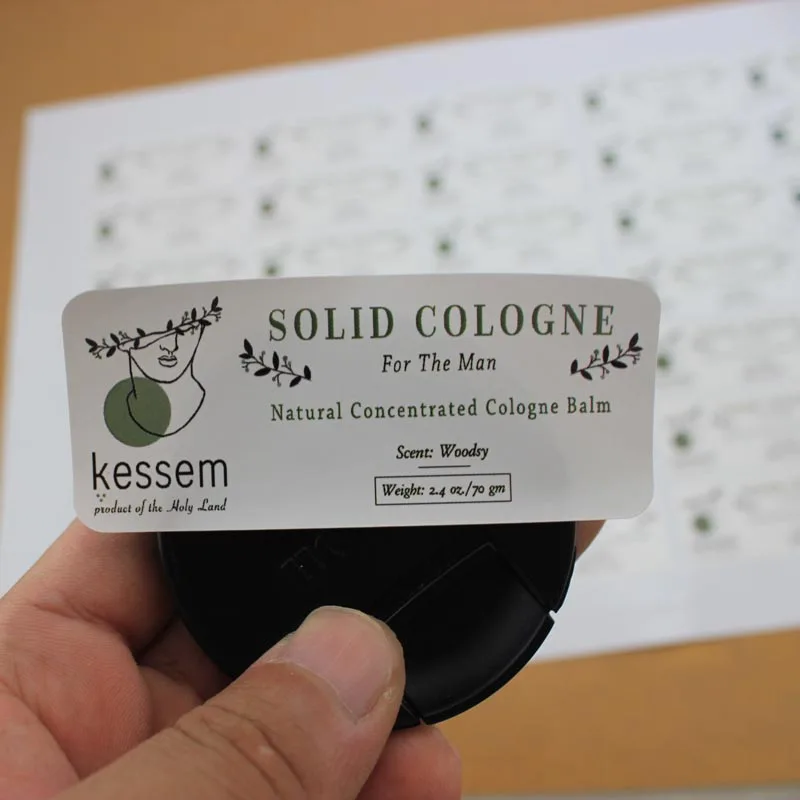 SOLID COLOGNE
For The Man
Natural Concentrated Cologne Balm
Scent: Woodsy
Weight: 2.4 oz./70 gm
kessem
product of the Holy Land